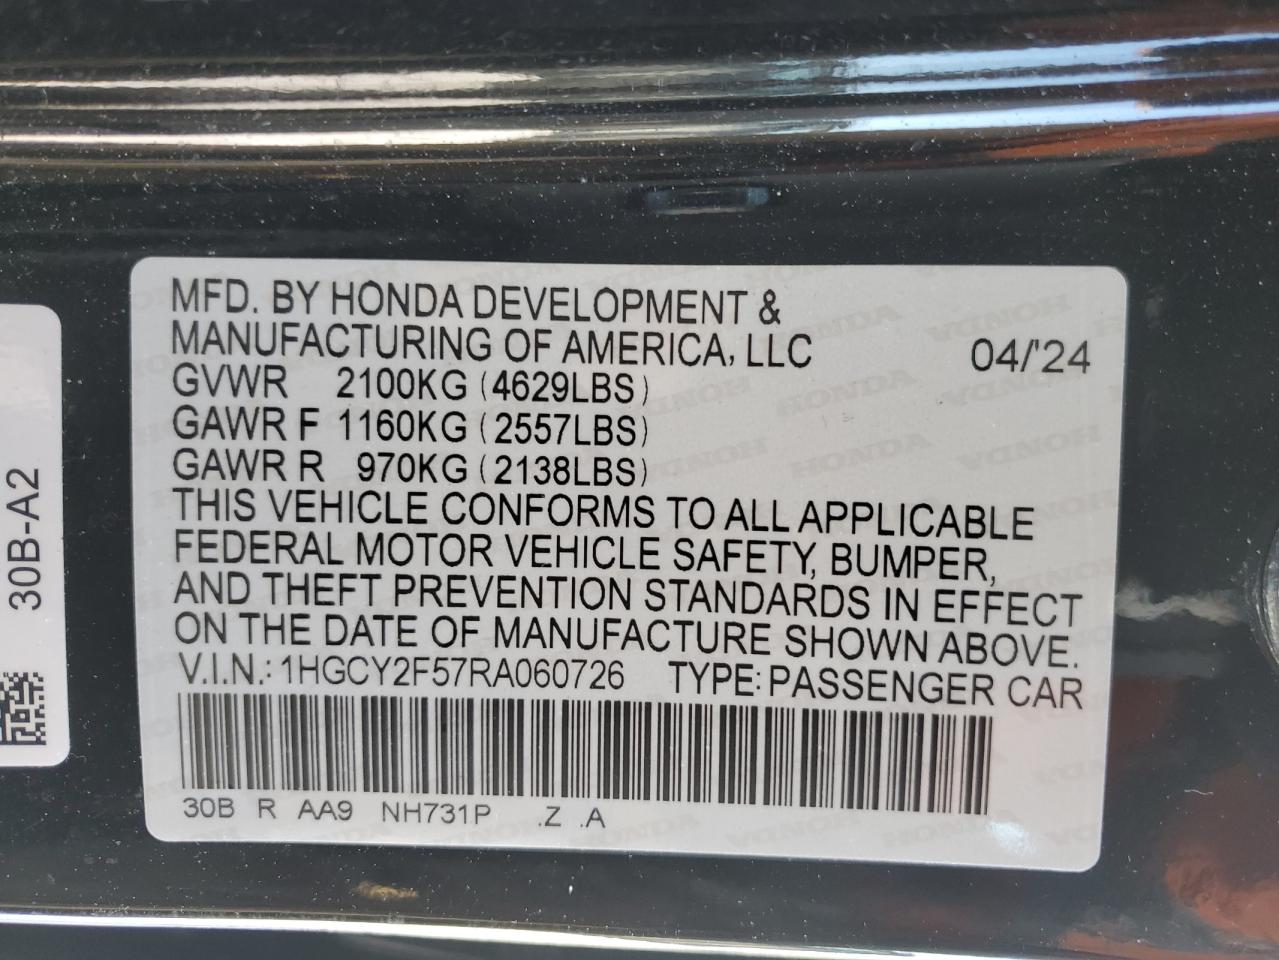 MFD. BY HONDA DEVELOPMENT &
MANUFACTURING OF AMERICA, LLC 04/'24
GVWR 2100KG (4629LBS)
GAWR F 1160KG (2557LBS)
GAWR R 970KG (2138LBS)
THIS VEHICLE CONFORMS TO ALL APPLICABLE
FEDERAL MOTOR VEHICLE SAFETY, BUMPER,
AND THEFT PREVENTION STANDARDS IN EFFECT
ON THE DATE OF MANUFACTURE SHOWN ABOVE.
V.I.N.: 1HGCY2F57RA060726 TYPE: PASSENGER CAR
30B R AA9 NH731P .Z .A
30B-A2